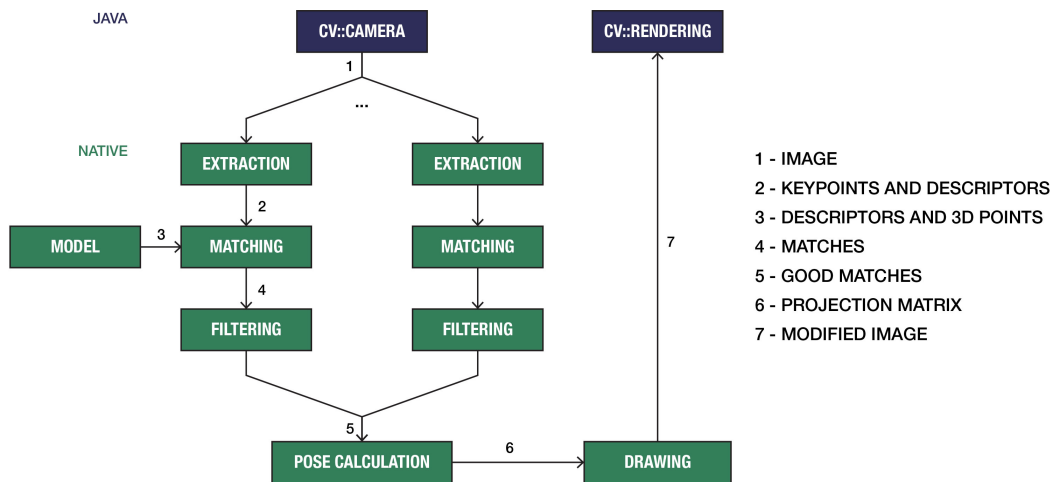 JAVA
CV::CAMERA
CV::RENDERING
1
...
NATIVE
EXTRACTION
EXTRACTION
2
MODEL
3
MATCHING
MATCHING
7
4
FILTERING
FILTERING
5
POSE CALCULATION
6
DRAWING
1 - IMAGE
2 - KEYPOINTS AND DESCRIPTORS
3 - DESCRIPTORS AND 3D POINTS
4 - MATCHES
5 - GOOD MATCHES
6 - PROJECTION MATRIX
7 - MODIFIED IMAGE